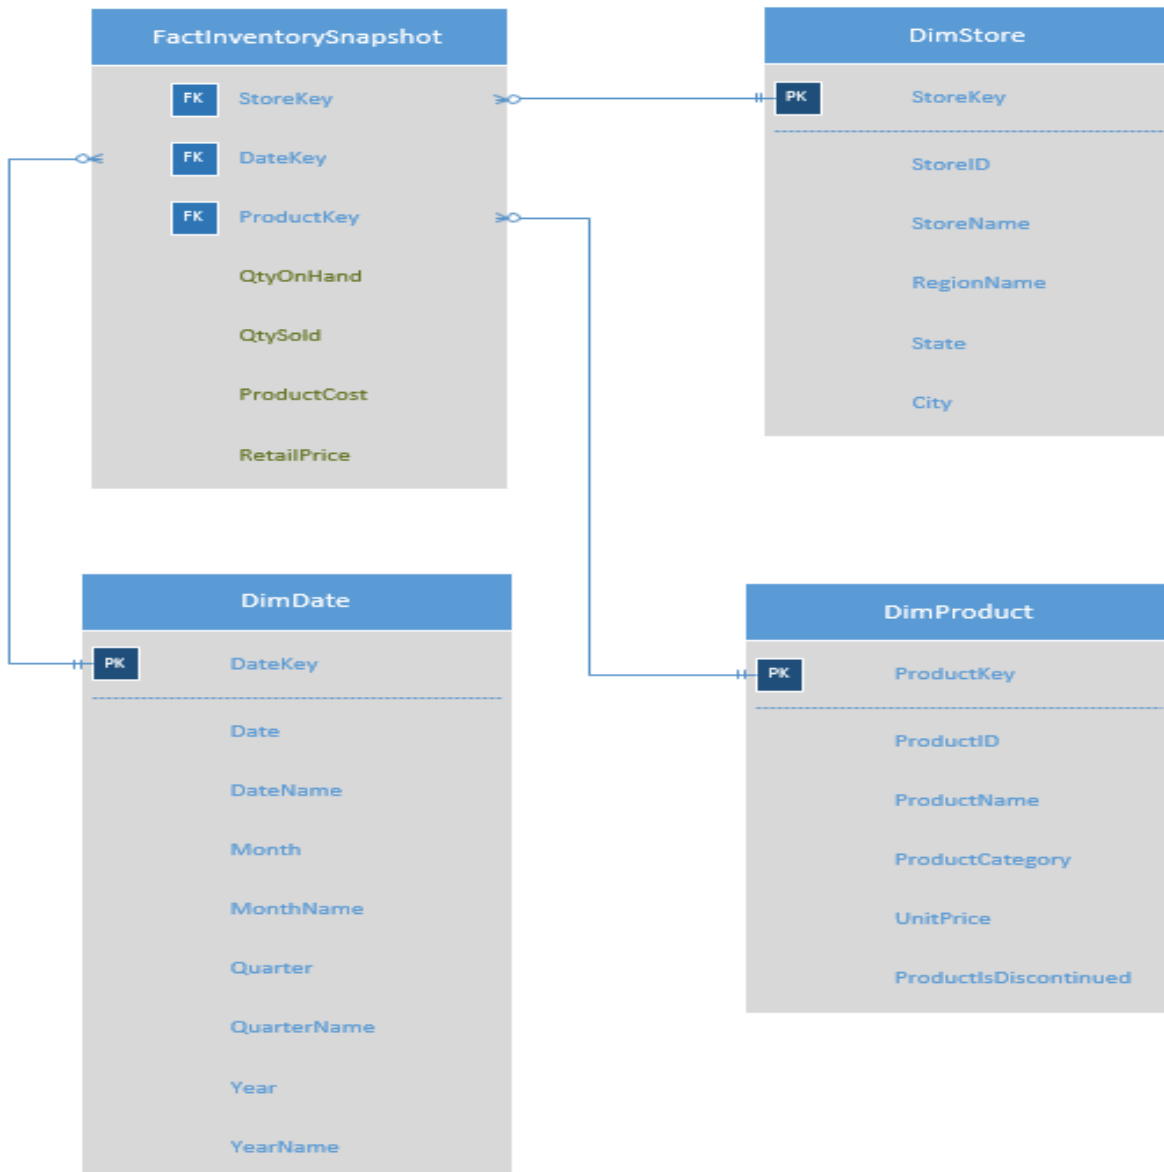 FactInventorySnapshot
FK StoreKey
FK DateKey
FK ProductKey
QtyOnHand
QtySold
ProductCost
RetailPrice
DimStore
PK StoreKey
StoreID
StoreName
RegionName
State
City
DimDate
PK DateKey
Date
DateName
Month
MonthName
Quarter
QuarterName
Year
YearName
DimProduct
PK ProductKey
ProductID
ProductName
ProductCategory
UnitPrice
ProductIsDiscontinued